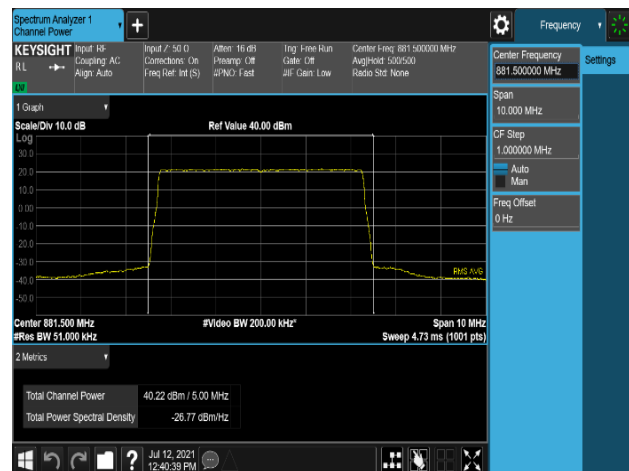 Spectrum Analyzer 1
Channel Power
Frequency
KEYSIGHT
RL
Input: RF
Coupling: AC
Align: Auto
Input Z: 50 Ω
Corrections: On
Freq Ref: Int (S)
Atten: 16 dB
Preamp: Off
#PNO: Fast
Trig: Free Run
Gate: Off
#IF Gain: Low
Center Freq: 881.500000 MHz
Avg|Hold: 500/500
Radio Std: None
1 Graph
Scale/Div 10.0 dB
Ref Value 40.00 dBm
Log
30.0
20.0
10.0
0.00
-10.0
-20.0
-30.0
-40.0
-50.0
RMS AVG
Center 881.500 MHz
#Video BW 200.00 kHz*
Span 10 MHz
#Res BW 51.000 kHz
Sweep 4.73 ms (1001 pts)
2 Metrics
Total Channel Power
40.22 dBm / 5.00 MHz
Total Power Spectral Density
-26.77 dBm/Hz
Jul 12, 2021
12:40:39 PM
Center Frequency
881.500000 MHz
Settings
Span
10.000 MHz
CF Step
1.000000 MHz
Auto
Man
Freq Offset
0 Hz